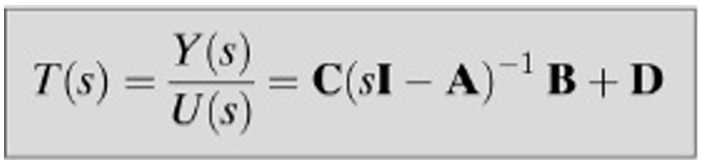 T(s) = Y(s)/U(s) = C(sI − A)⁻¹ B + D